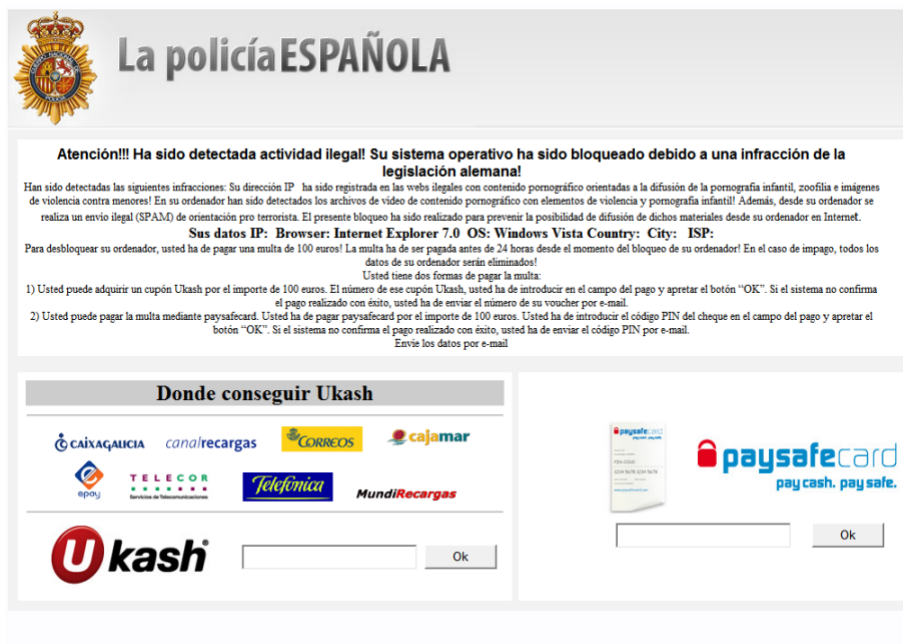 La policía ESPAÑOLA
Atención!!! Ha sido detectada actividad ilegal! Su sistema operativo ha sido bloqueado debido a una infracción de la
legislación alemana!
Han sido detectadas las siguientes infracciones: Su dirección IP ha sido registrada en las webs ilegales con contenido pornográfico orientadas a la difusión de la pornografia infantil, zoofilia e imágenes
de violencia contra menores! En su ordenador han sido detectados los archivos de video de contenido pornográfico con elementos de violencia y pornografia infantil! Además, desde su ordenador se
realiza un envio ilegal (SPAM) de orientación pro terrorista. El presente bloqueo ha sido realizado para prevenir la posibilidad de difusión de dichos materiales desde su ordenador en Internet.
Sus datos IP: Browser: Internet Explorer 7.0 OS: Windows Vista Country: City: ISP:
Para desbloquear su ordenador, usted ha de pagar una multa de 100 euros! La multa ha de ser pagada antes de 24 horas desde el momento del bloqueo de su ordenador! En el caso de impago, todos los
datos de su ordenador serán eliminados!
Usted tiene dos formas de pagar la multa:
1) Usted puede adquirir un cupón Ukash por el importe de 100 euros. El número de ese cupón Ukash, usted ha de introducir en el campo del pago y apretar el botón “OK”. Si el sistema no confirma
el pago realizado con éxito, usted ha de enviar el número de su voucher por e-mail.
2) Usted puede pagar la multa mediante paysafecard. Usted ha de pagar paysafecard por el importe de 100 euros. Usted ha de introducir el código PIN del cheque en el campo del pago y apretar el
botón “OK”. Si el sistema no confirma el pago realizado con éxito, usted ha de enviar el código PIN por e-mail.
Envie los datos por e-mail
Donde conseguir Ukash
CAIXAGALICIA canalrecargas CORREOS cajamar
epay TELECOR Telefónica MundiRecargas
Servicios de Telecomunicaciones
Ukash Ok
paysafecard
pay cash. pay safe.
paysafecard
pay cash. pay safe.
Ok